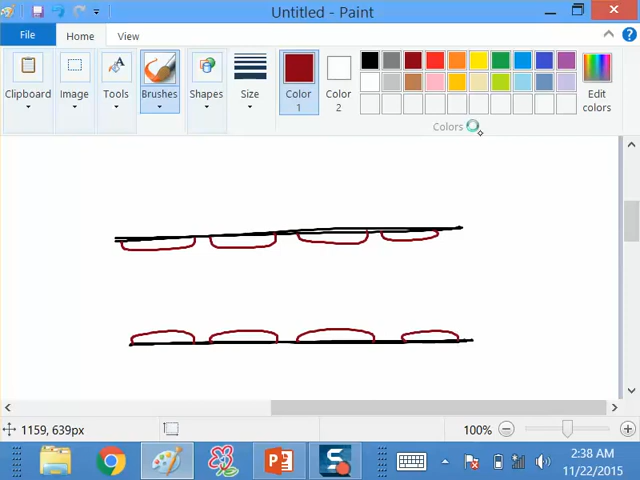 Untitled - Paint
File
Home
View
Clipboard
Image
Tools
Brushes
Shapes
Size
Color 1
Color 2
Edit colors
Colors
1159, 639px
100%
2:38 AM
11/22/2015